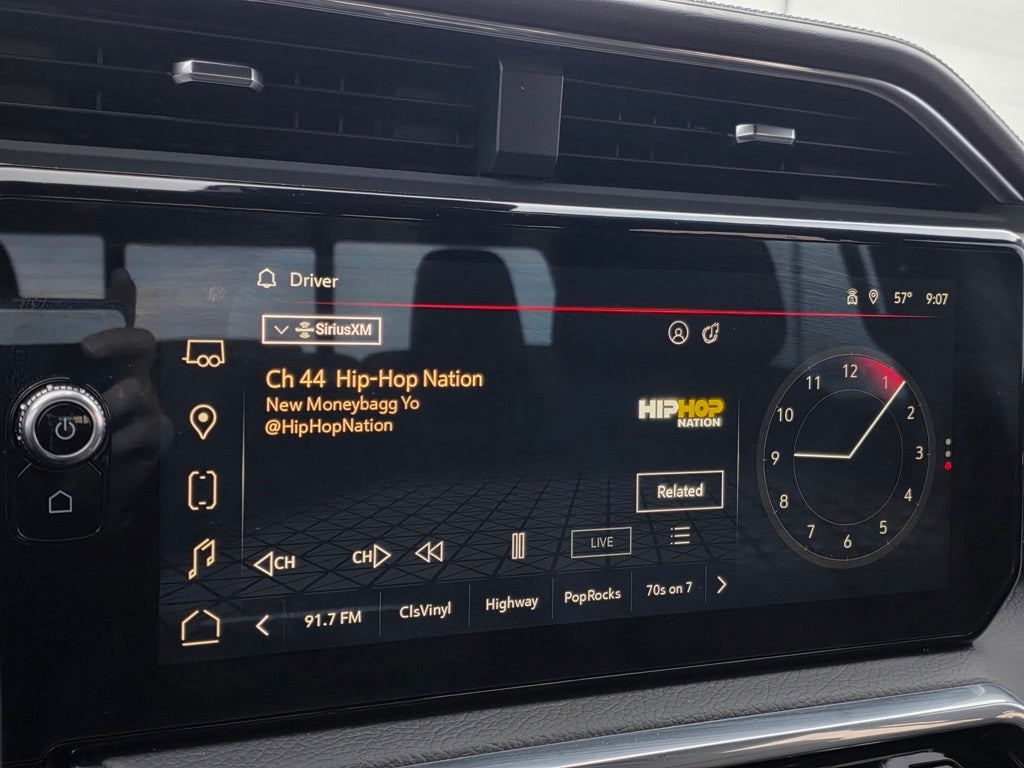 Driver
57° 9:07
SiriusXM
Ch 44 Hip-Hop Nation
New Moneybagg Yo
@HipHopNation
HIPHOP
NATION
Related
12
1
2
3
4
5
6
7
8
9
10
11
CH
CH
LIVE
91.7 FM
ClsVinyl
Highway
PopRocks
70s on 7